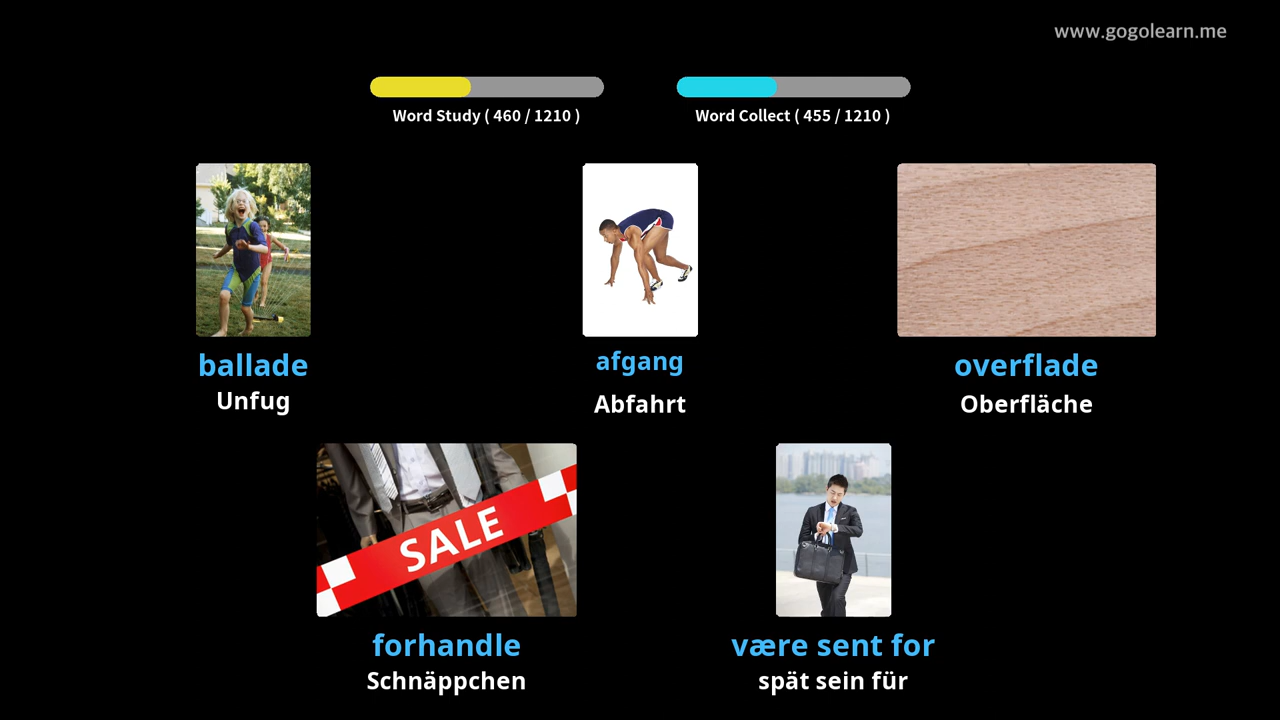 www.gogolearn.me
Word Study ( 460 / 1210 )
Word Collect ( 455 / 1210 )
ballade
Unfug
afgang
Abfahrt
overflade
Oberfläche
SALE
forhandle
Schnäppchen
være sent for
spät sein für